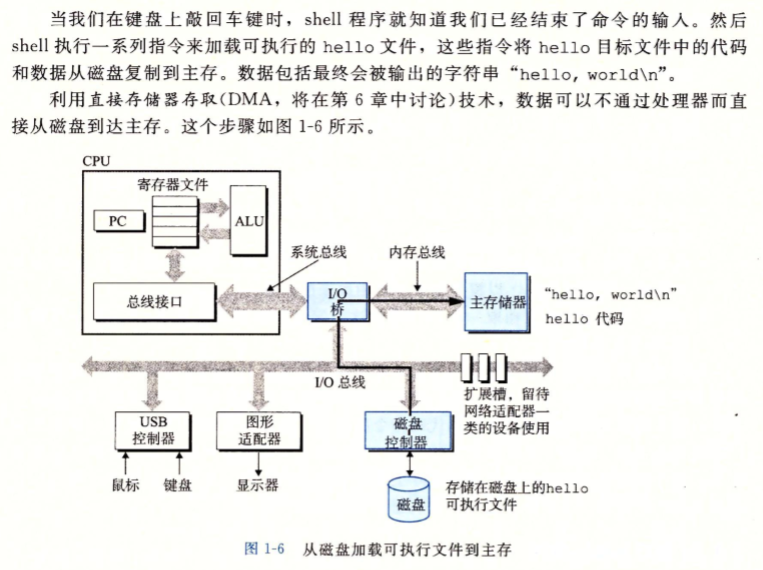 当我们在键盘上敲回车键时，shell 程序就知道我们已经结束了命令的输入。然后
shell 执行一系列指令来加载可执行的 hello 文件，这些指令将 hello 目标文件中的代码
和数据从磁盘复制到主存。数据包括最终会被输出的字符串“hello, world\n”。
利用直接存储器存取(DMA，将在第 6 章中讨论)技术，数据可以不通过处理器而直
接从磁盘到达主存。这个步骤如图 1-6 所示。
CPU
寄存器文件
PC
ALU
系统总线
内存总线
总线接口
I/O
桥
主存储器
“hello, world\n”
hello 代码
I/O 总线
扩展槽，留待
网络适配器一
类的设备使用
USB
控制器
图形
适配器
磁盘
控制器
鼠标
键盘
显示器
磁盘
存储在磁盘上的hello
可执行文件
图 1-6 从磁盘加载可执行文件到主存